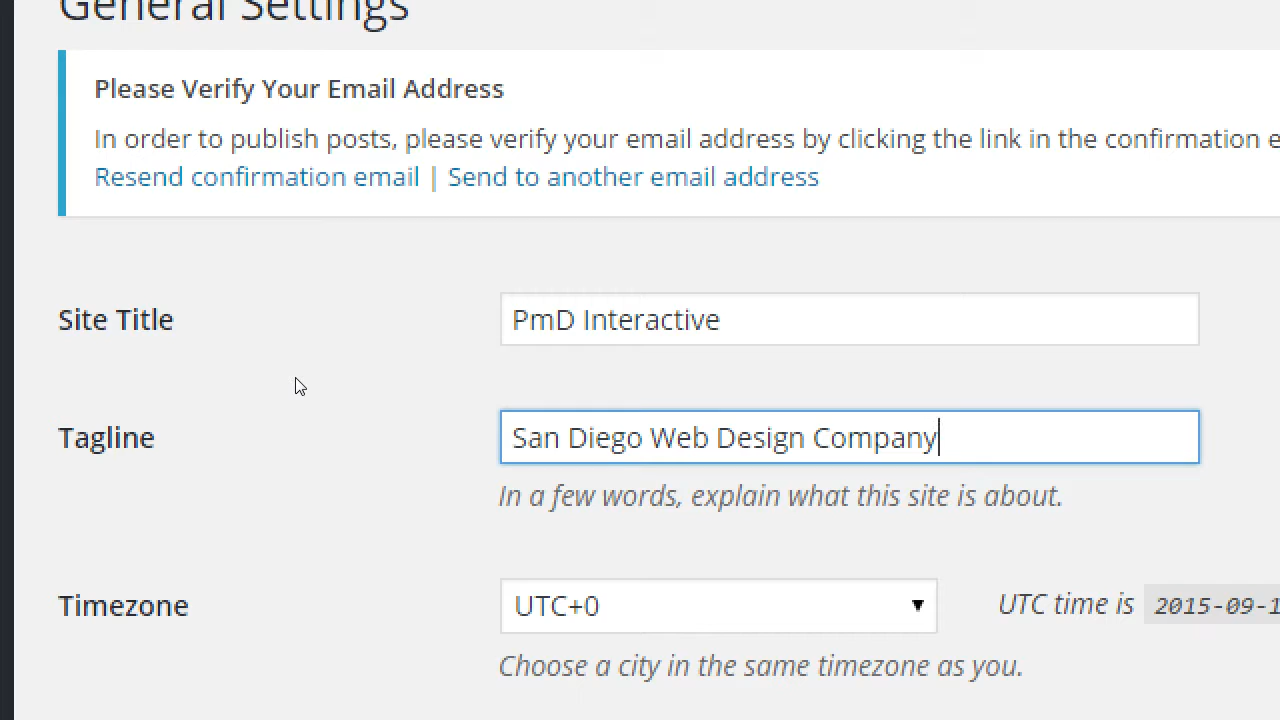 General Settings
Please Verify Your Email Address
In order to publish posts, please verify your email address by clicking the link in the confirmation
Resend confirmation email | Send to another email address
Site Title
PmD Interactive
Tagline
San Diego Web Design Company
In a few words, explain what this site is about.
Timezone
UTC+0
UTC time is 2015-09-1
Choose a city in the same timezone as you.